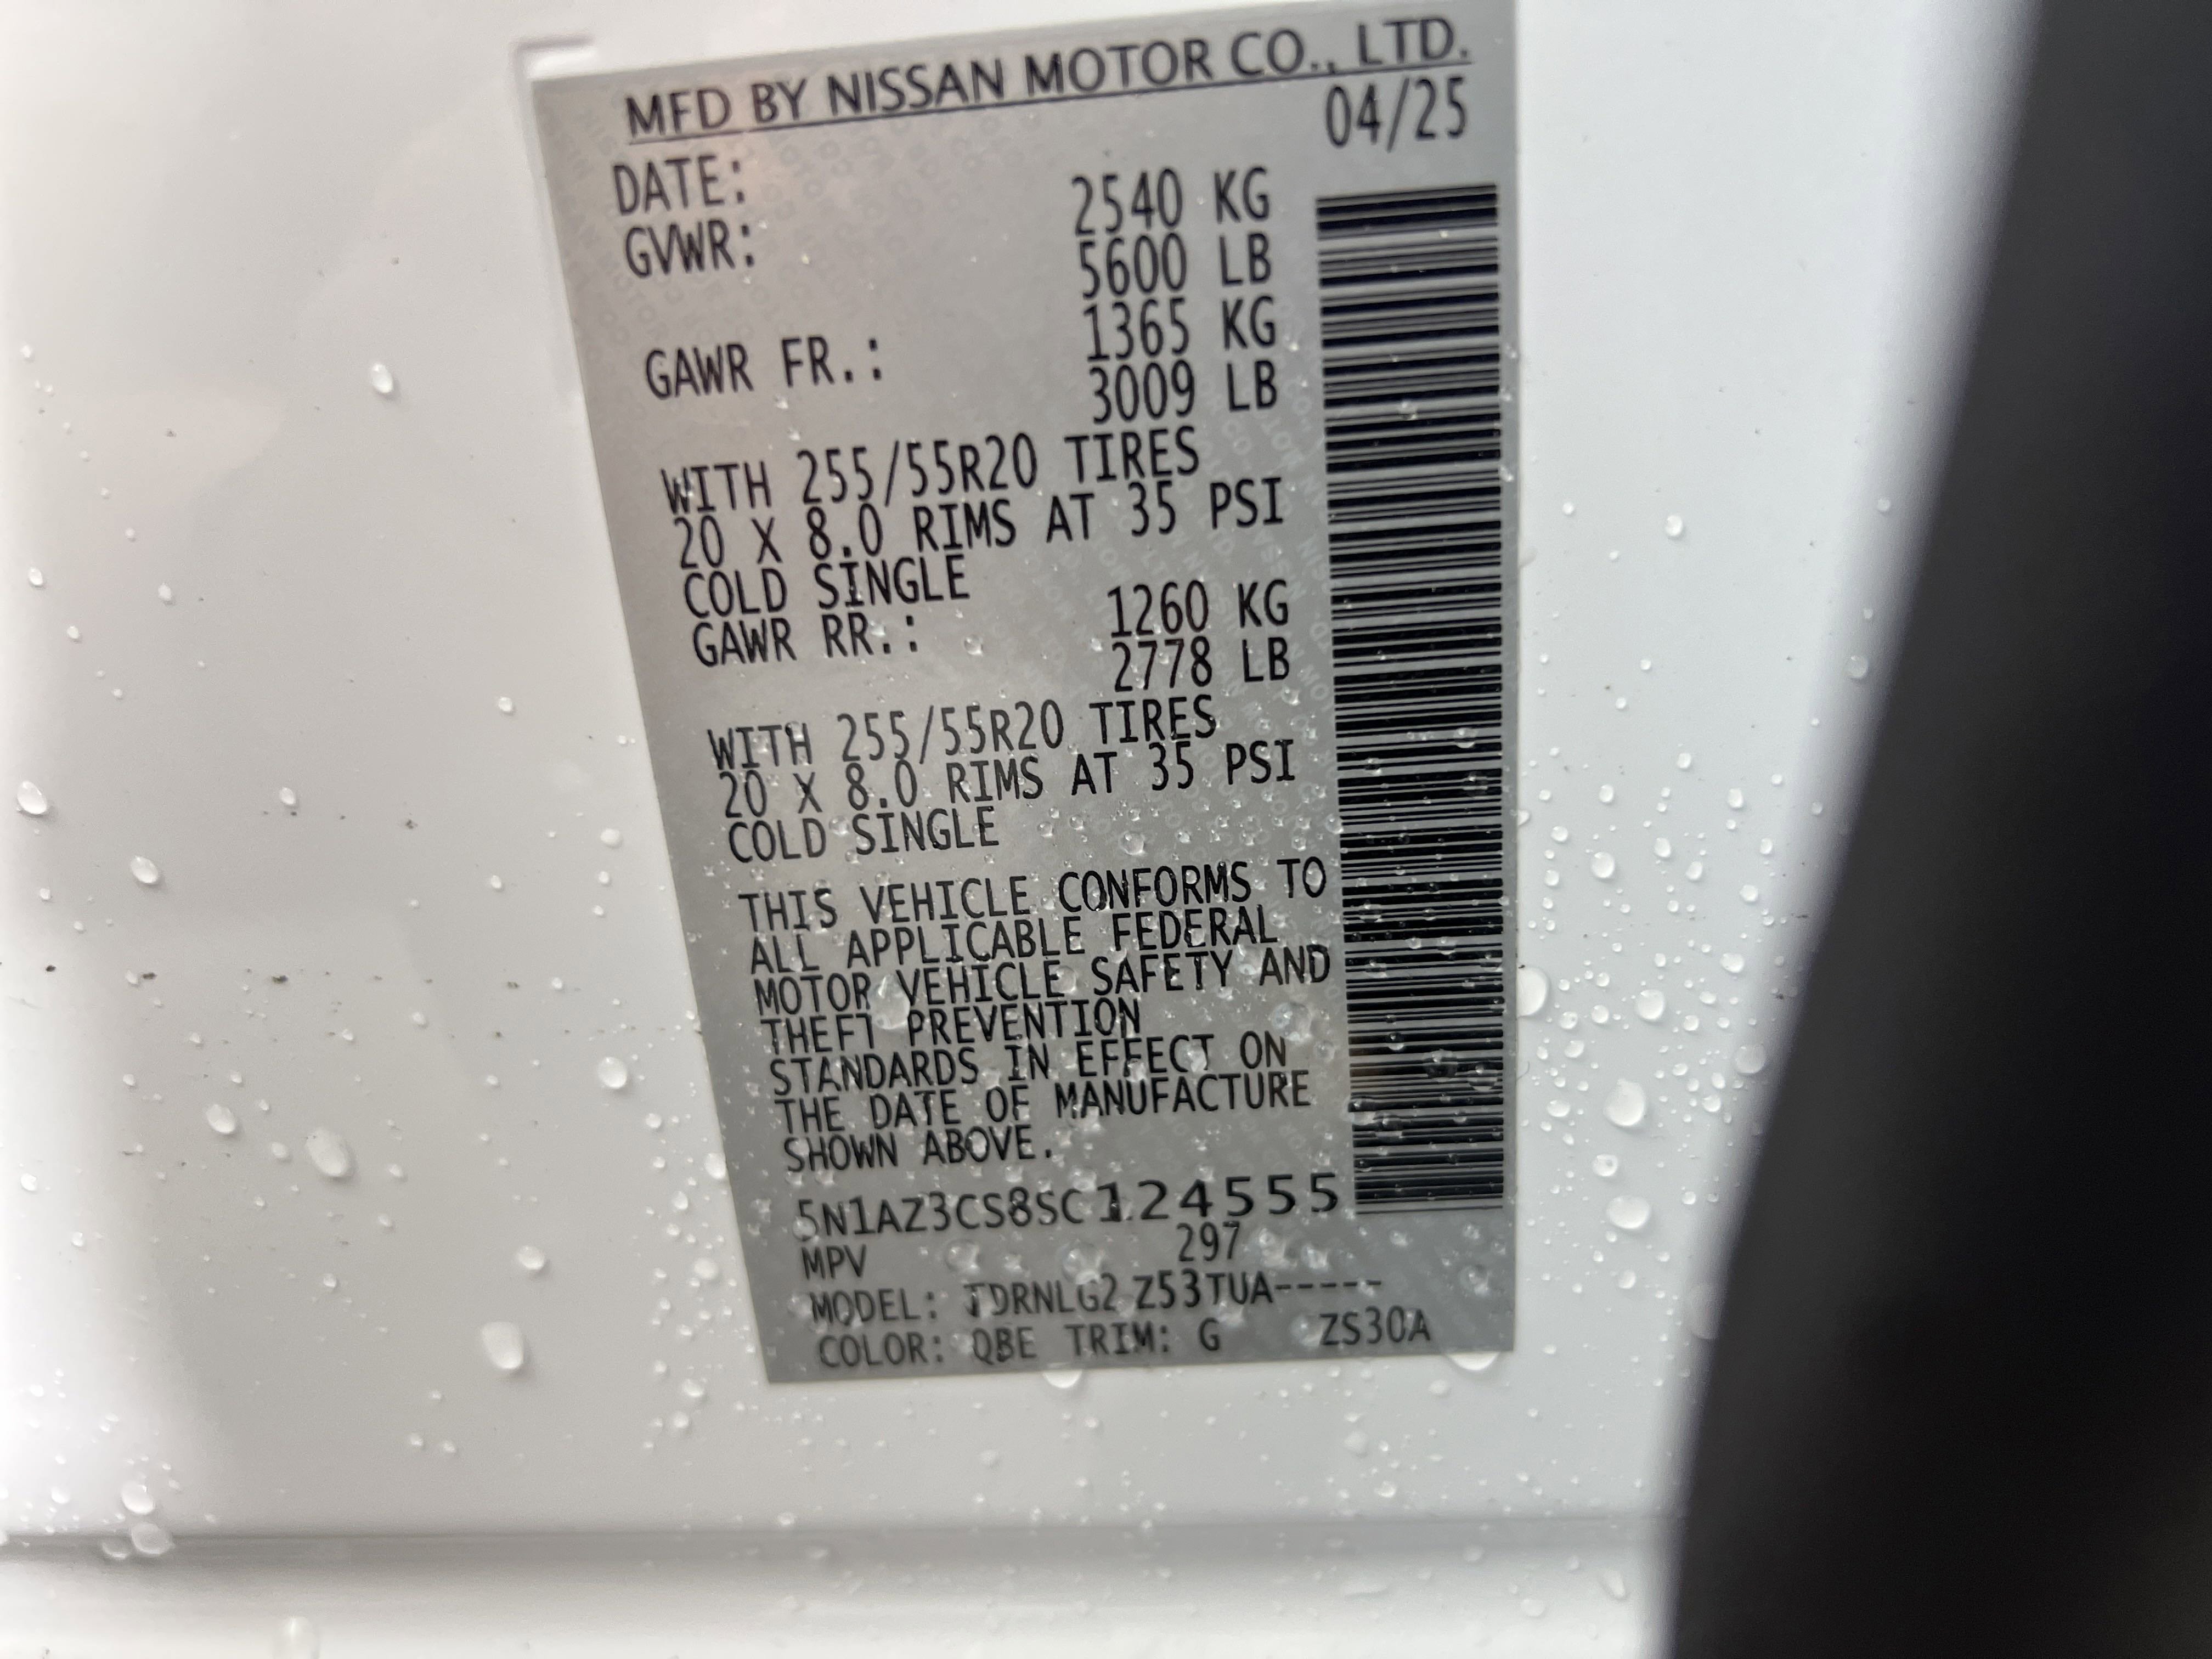 MFD BY NISSAN MOTOR CO., LTD.
DATE: 04/25
GVWR: 2540 KG
5600 LB
GAWR FR.: 1365 KG
3009 LB
WITH 255/55R20 TIRES
20 X 8.0 RIMS AT 35 PSI
COLD SINGLE
GAWR RR.: 1260 KG
2778 LB
WITH 255/55R20 TIRES
20 X 8.0 RIMS AT 35 PSI
COLD SINGLE
THIS VEHICLE CONFORMS TO
ALL APPLICABLE FEDERAL
MOTOR VEHICLE SAFETY AND
THEFT PREVENTION
STANDARDS IN EFFECT ON
THE DATE OF MANUFACTURE
SHOWN ABOVE.
5N1AZ3CS8SC124555
MPV 297
MODEL: TDRNLG2 Z53TUA-----
COLOR: QBE TRIM: G ZS30A